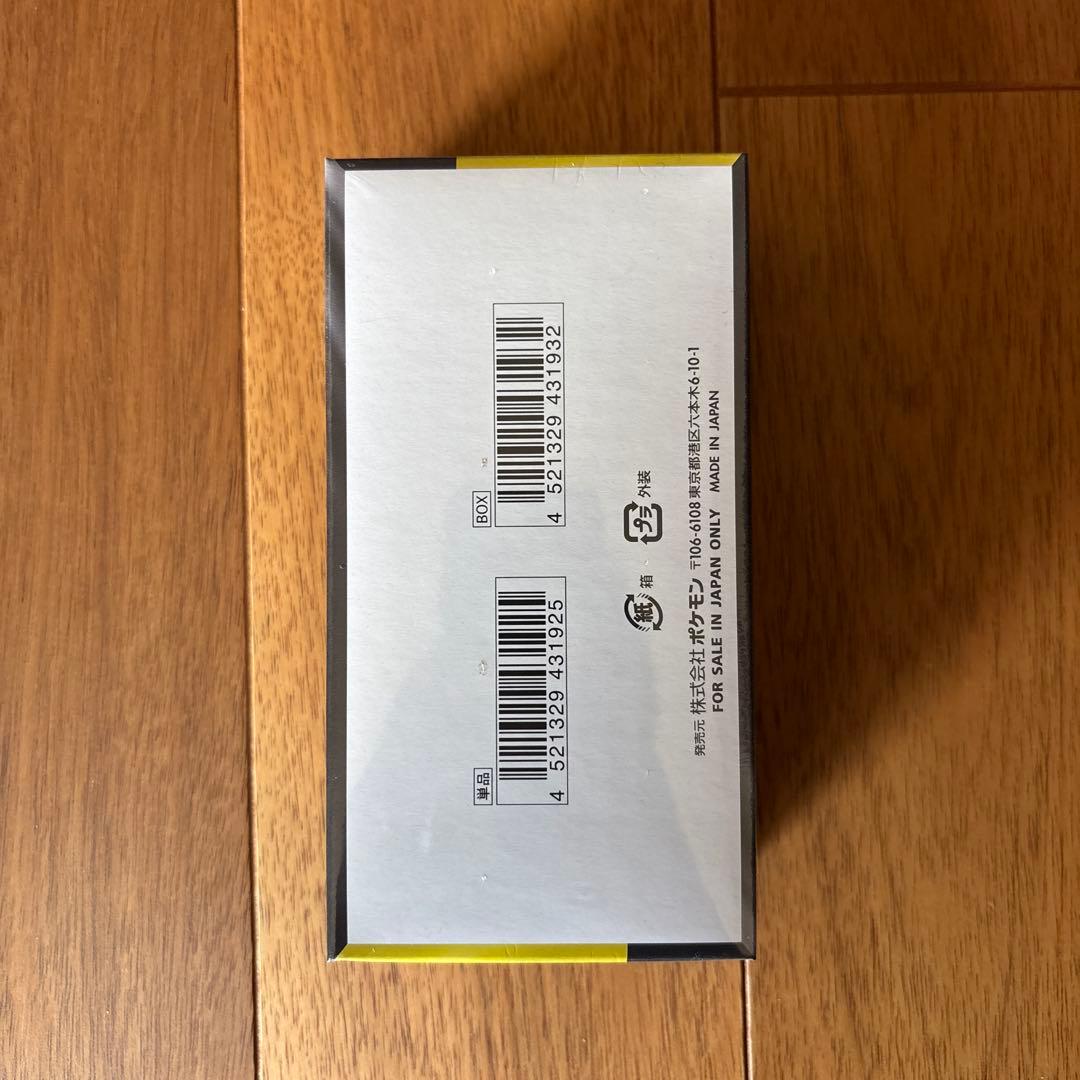 単品
4 521329 431925
BOX
4 521329 431932
紙 箱 プラ 外装
発売元 株式会社 ポケモン 〒106-6108 東京都港区六本木6-10-1
FOR SALE IN JAPAN ONLY MADE IN JAPAN